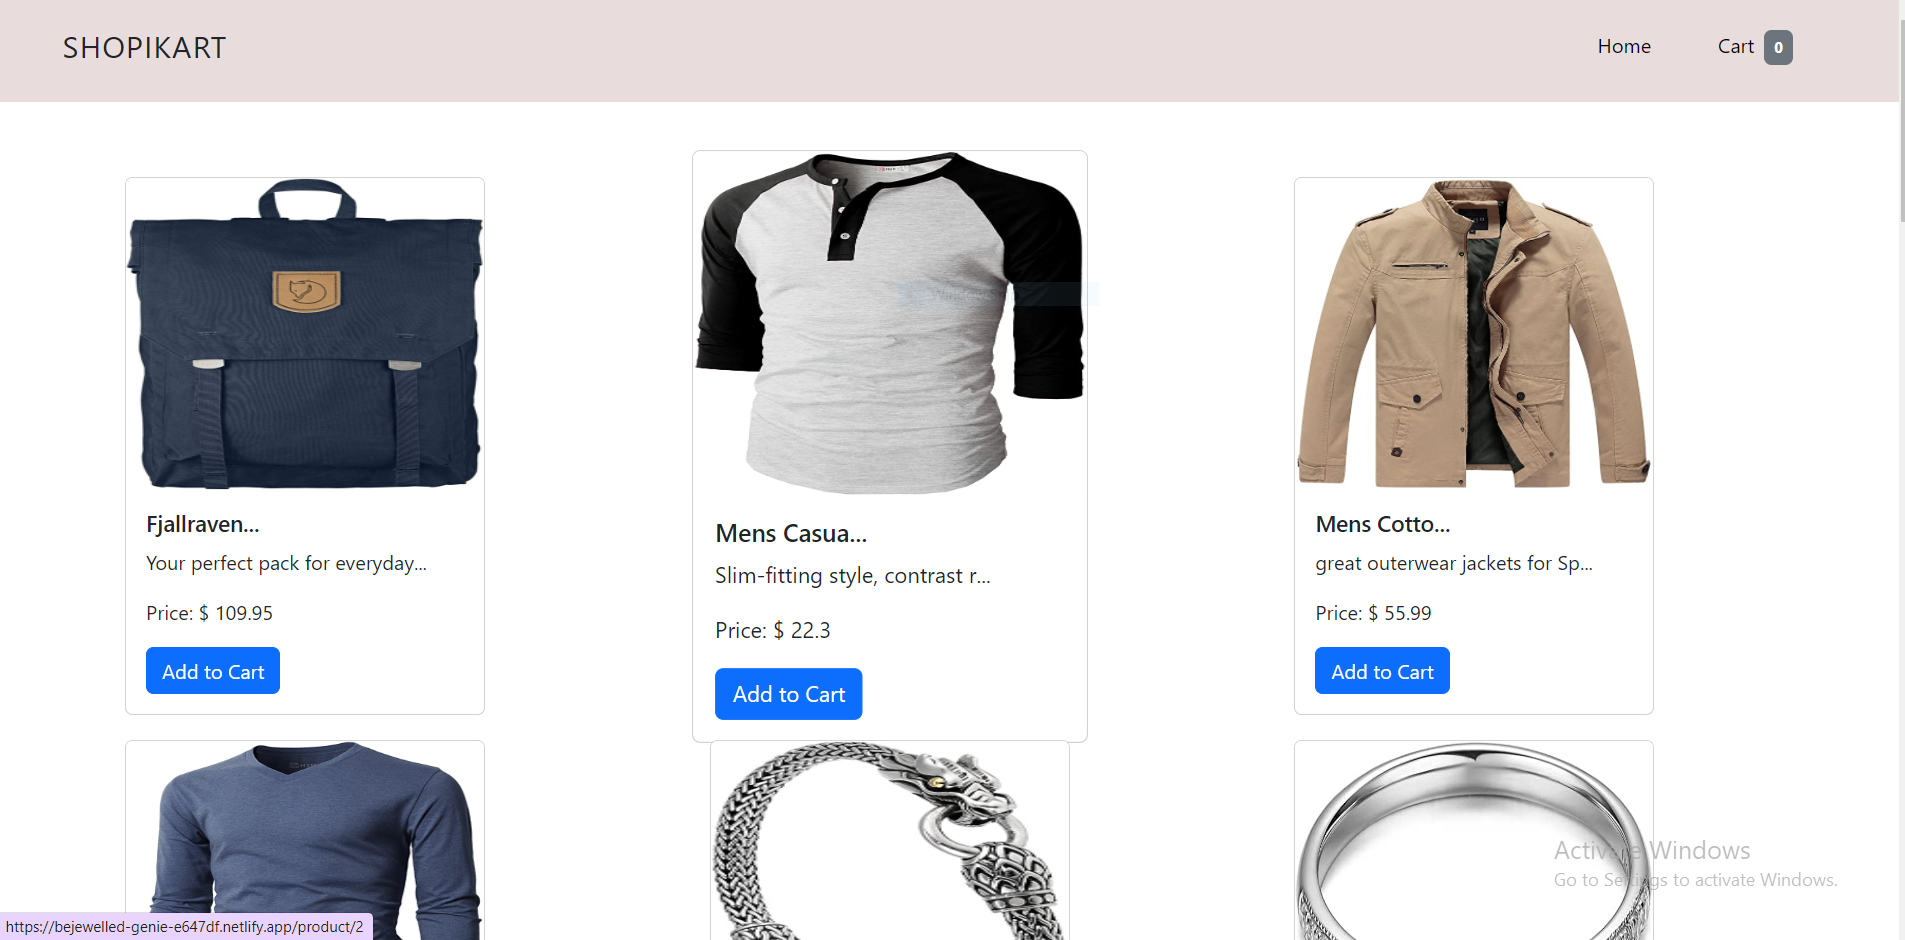 SHOPIKART
Home
Cart 0
Fjallraven...
Your perfect pack for everyday...
Price: $ 109.95
Add to Cart
Mens Casua...
Slim-fitting style, contrast r...
Price: $ 22.3
Add to Cart
Mens Cotto...
great outerwear jackets for Sp...
Price: $ 55.99
Add to Cart
Activate Windows
Go to Settings to activate Windows.
https://bejewelled-genie-e647df.netlify.app/product/2